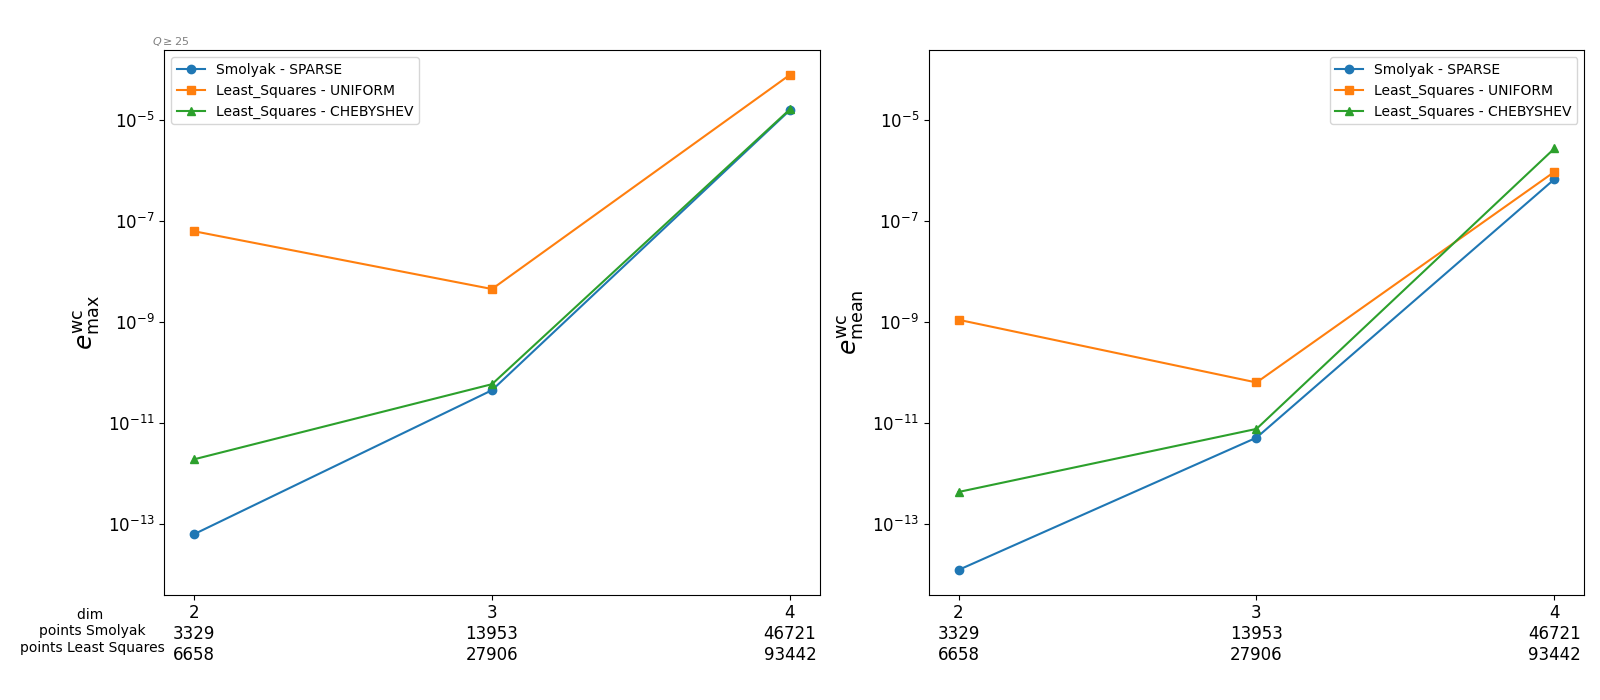 Q ≥ 25
Smolyak - SPARSE
Least_Squares - UNIFORM
Least_Squares - CHEBYSHEV
10⁻⁵
10⁻⁷
10⁻⁹
10⁻¹¹
10⁻¹³
e^wc_max
dim 2 3 4
points Smolyak 3329 13953 46721
points Least Squares 6658 27906 93442
Smolyak - SPARSE
Least_Squares - UNIFORM
Least_Squares - CHEBYSHEV
10⁻⁵
10⁻⁷
10⁻⁹
10⁻¹¹
10⁻¹³
e^wc_mean
2 3 4
3329 13953 46721
6658 27906 93442